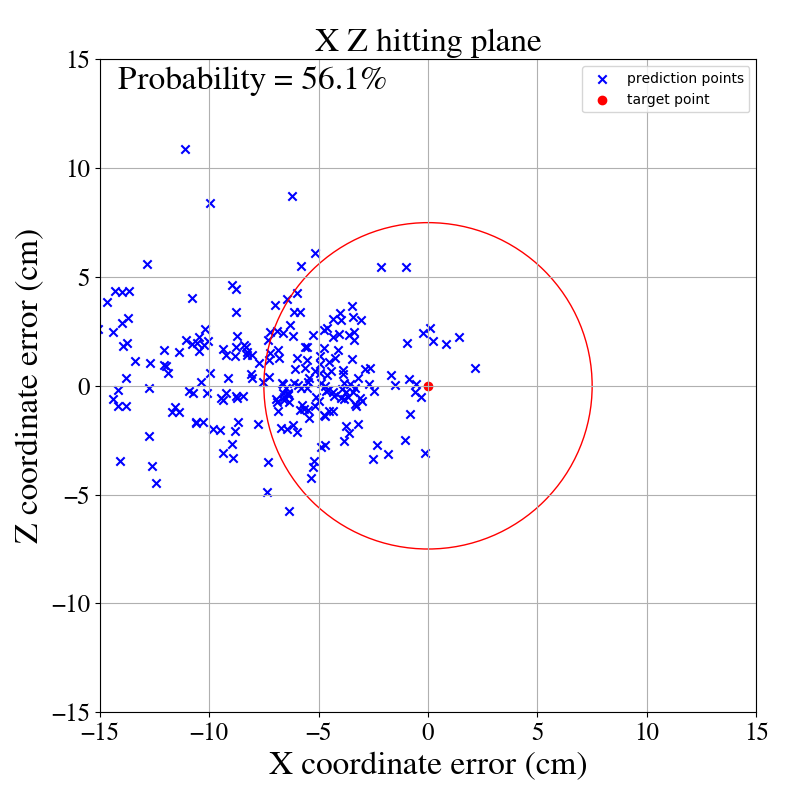 X Z hitting plane
Probability = 56.1%
prediction points
target point
Z coordinate error (cm)
15
10
5
0
−5
−10
−15
−15
−10
−5
0
5
10
15
X coordinate error (cm)